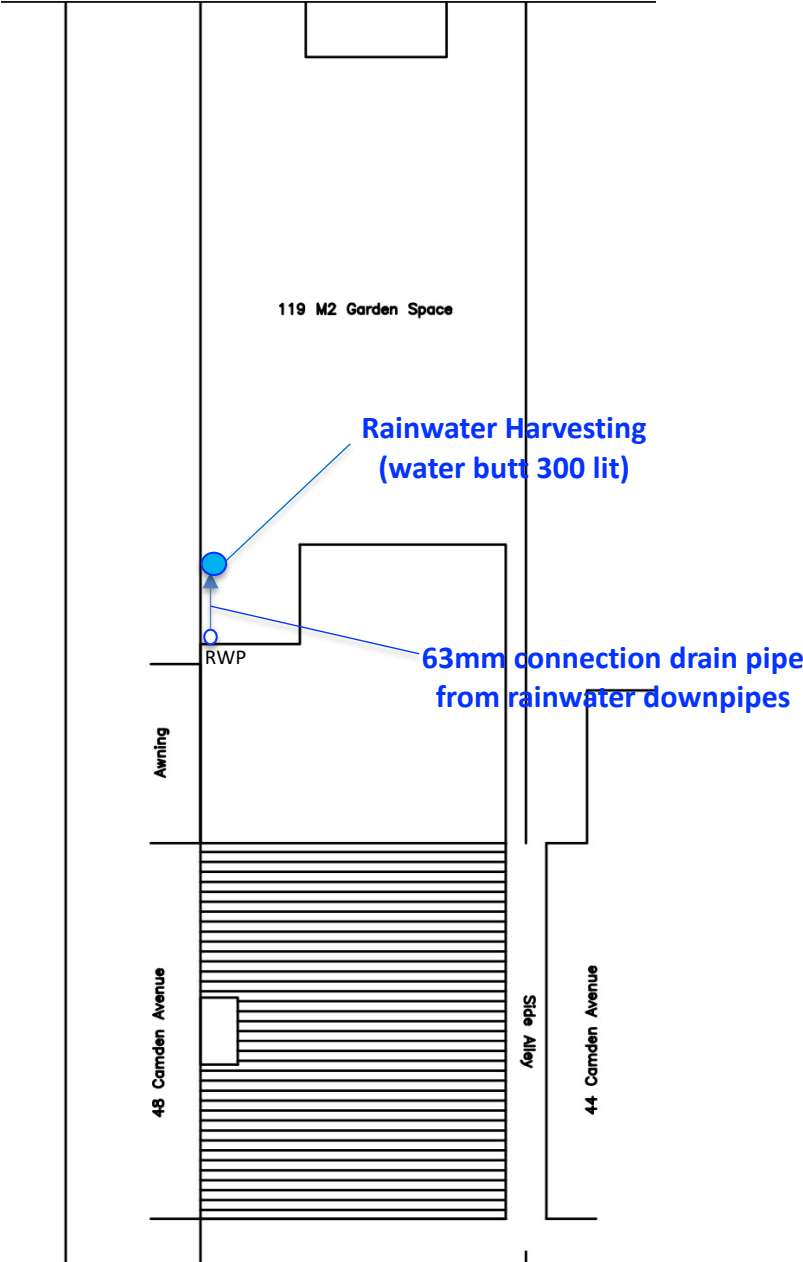 119 M2 Garden Space
Rainwater Harvesting
(water butt 300 lit)
RWP
63mm connection drain pipe
from rainwater downpipes
Awning
48 Camden Avenue
Side Alley
44 Camden Avenue